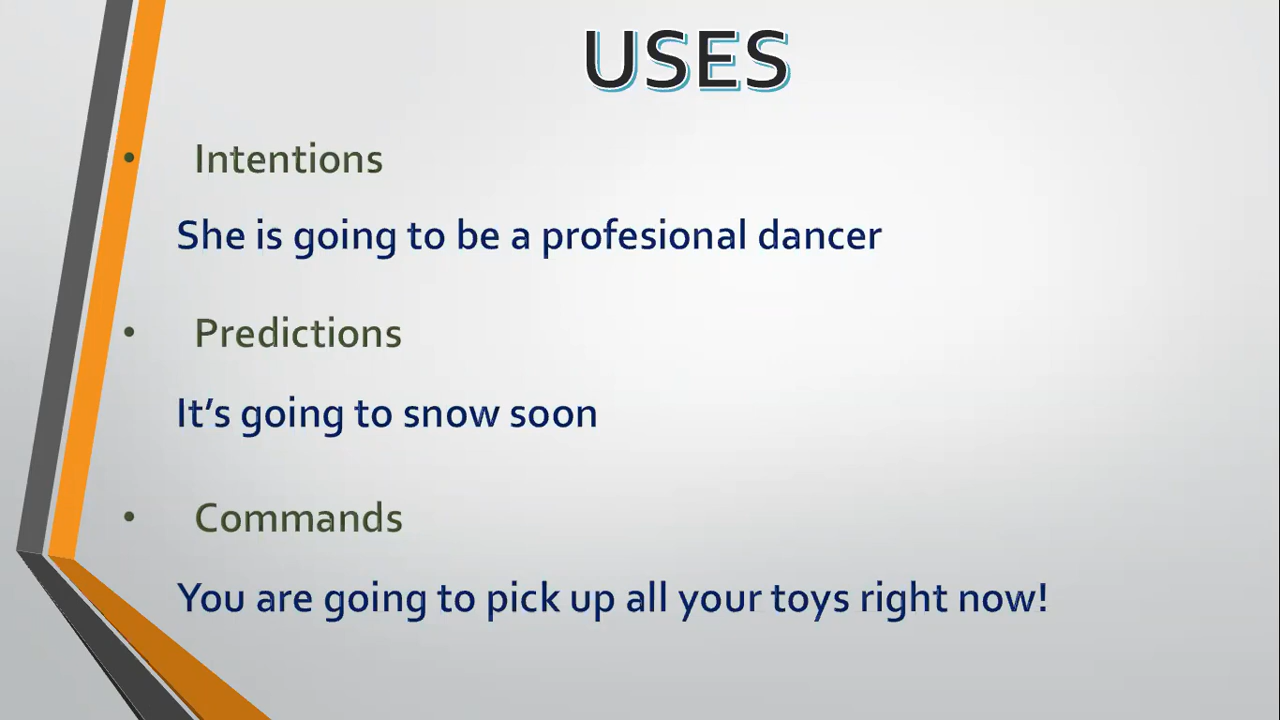 USES
• Intentions
She is going to be a profesional dancer
• Predictions
It’s going to snow soon
• Commands
You are going to pick up all your toys right now!